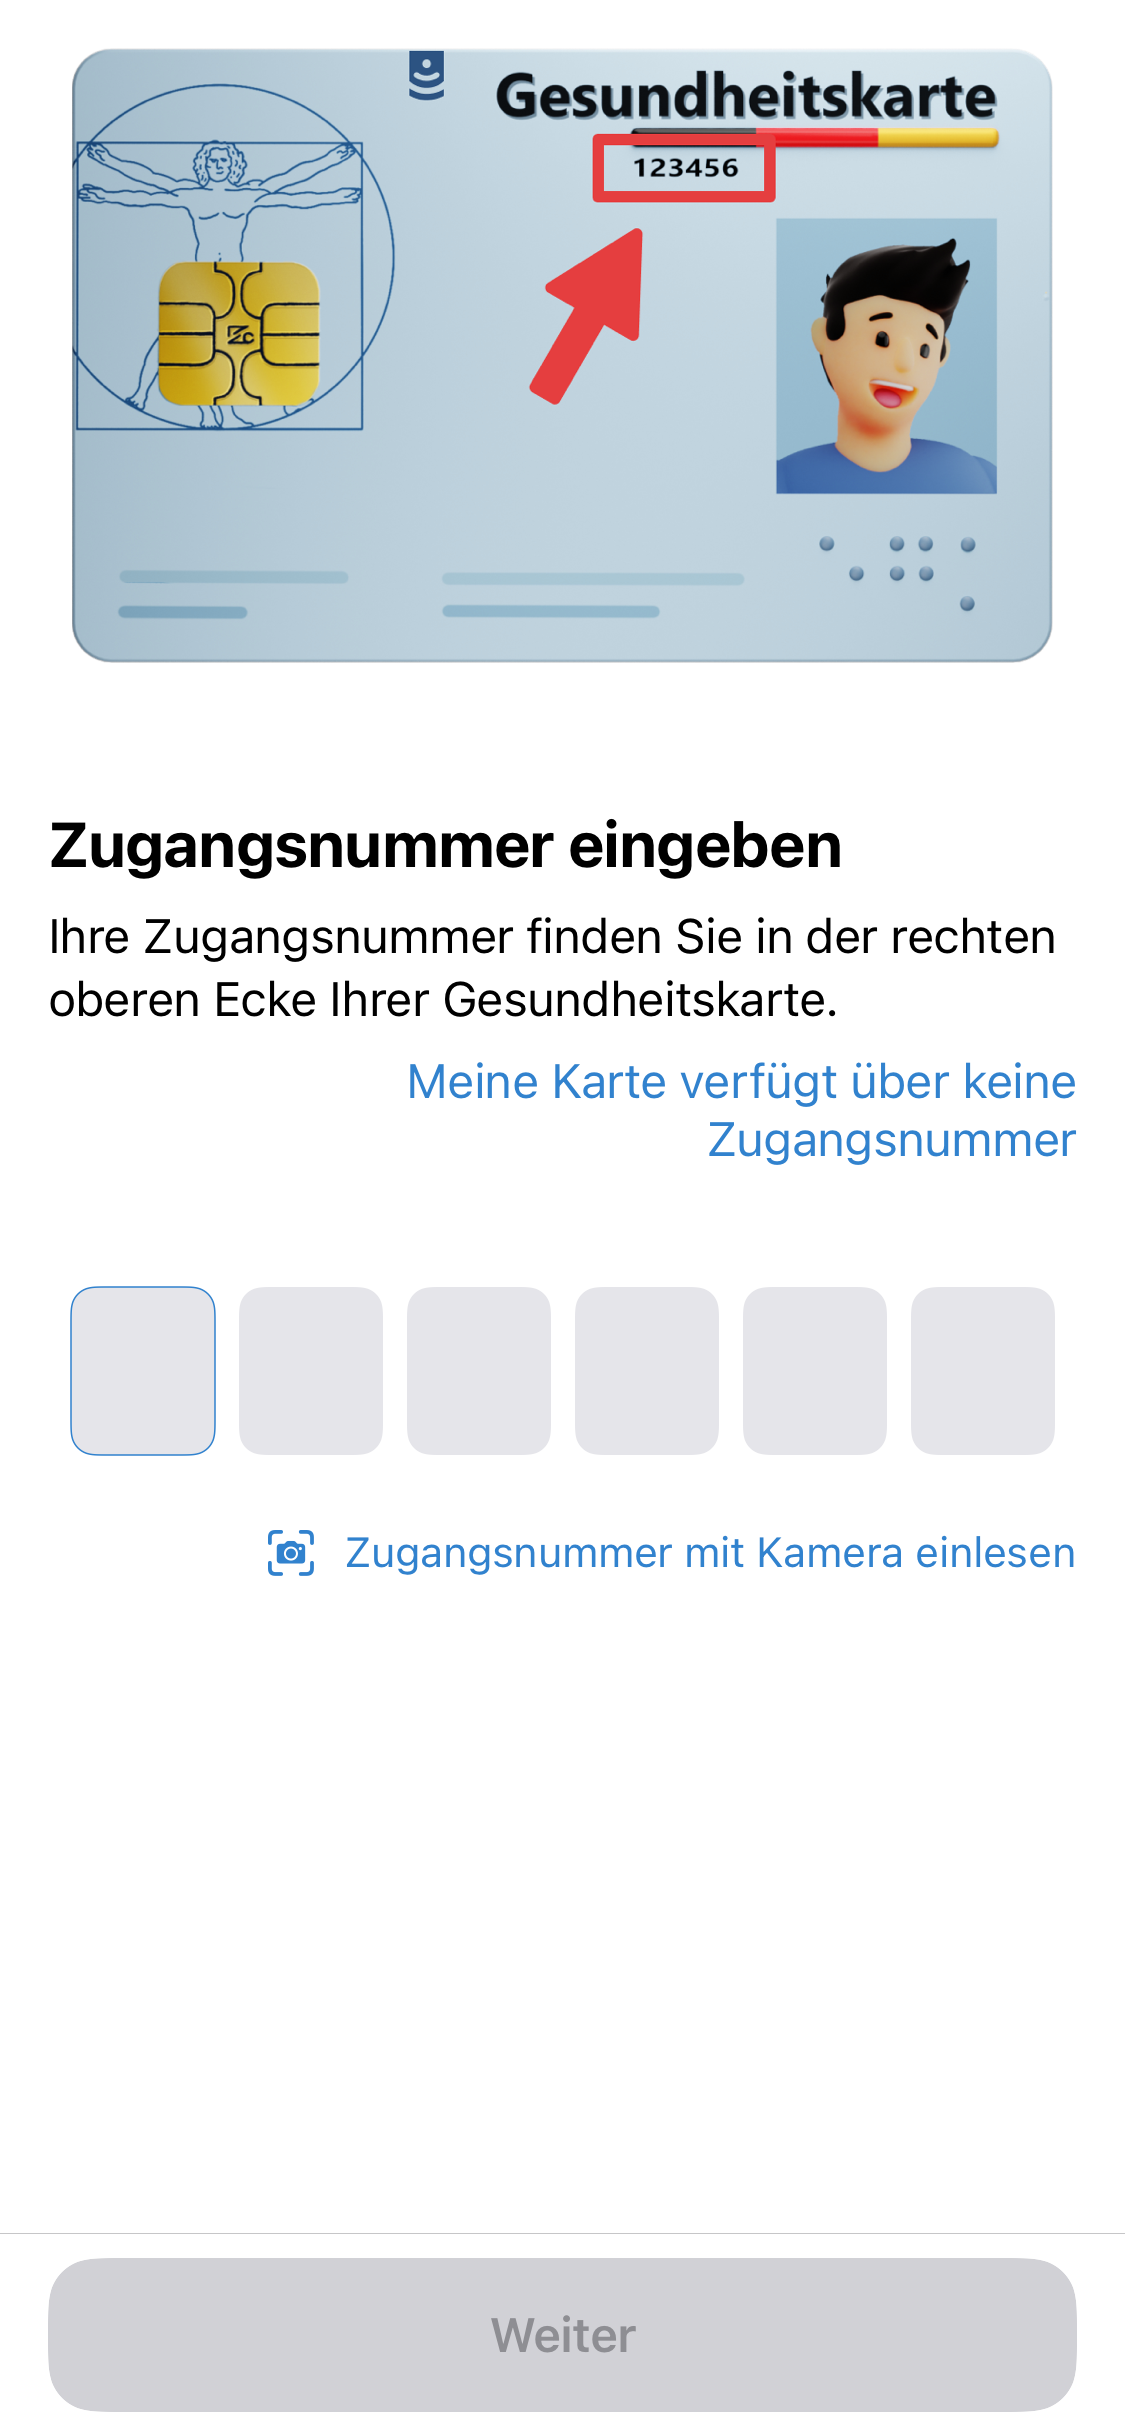 Gesundheitskarte
123456
Zugangsnummer eingeben
Ihre Zugangsnummer finden Sie in der rechten
oberen Ecke Ihrer Gesundheitskarte.
Meine Karte verfügt über keine
Zugangsnummer
Zugangsnummer mit Kamera einlesen
Weiter